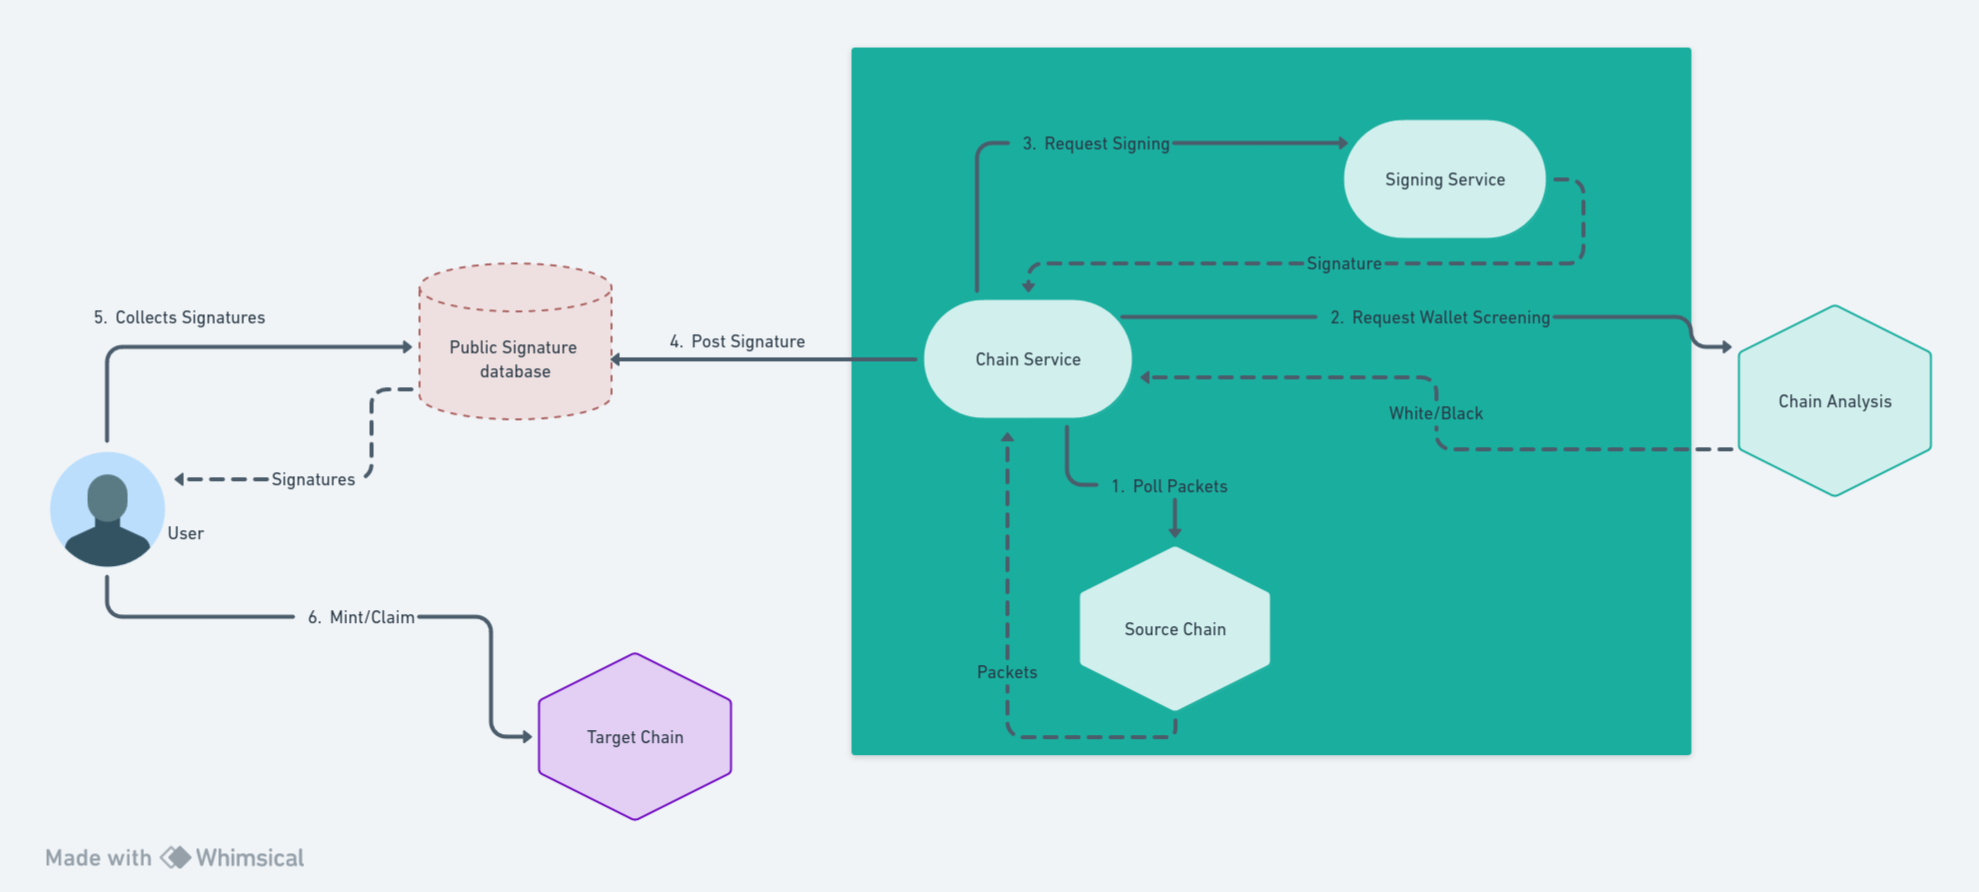 3. Request Signing
Signing Service
Signature
5. Collects Signatures
Public Signature
database
4. Post Signature
Chain Service
2. Request Wallet Screening
White/Black
Chain Analysis
Signatures
User
1. Poll Packets
6. Mint/Claim
Source Chain
Packets
Target Chain
Made with Whimsical